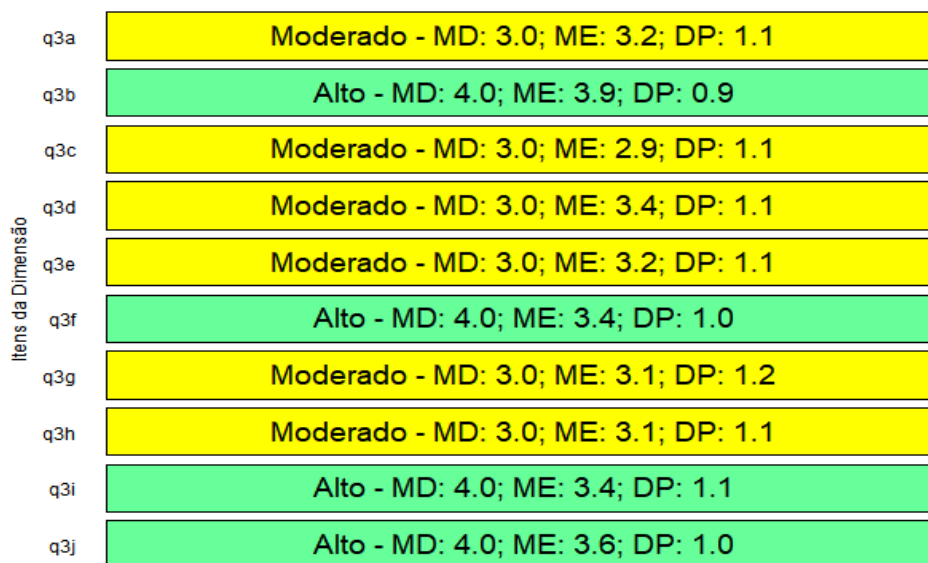 Itens da Dimensão
q3a Moderado - MD: 3.0; ME: 3.2; DP: 1.1
q3b Alto - MD: 4.0; ME: 3.9; DP: 0.9
q3c Moderado - MD: 3.0; ME: 2.9; DP: 1.1
q3d Moderado - MD: 3.0; ME: 3.4; DP: 1.1
q3e Moderado - MD: 3.0; ME: 3.2; DP: 1.1
q3f Alto - MD: 4.0; ME: 3.4; DP: 1.0
q3g Moderado - MD: 3.0; ME: 3.1; DP: 1.2
q3h Moderado - MD: 3.0; ME: 3.1; DP: 1.1
q3i Alto - MD: 4.0; ME: 3.4; DP: 1.1
q3j Alto - MD: 4.0; ME: 3.6; DP: 1.0